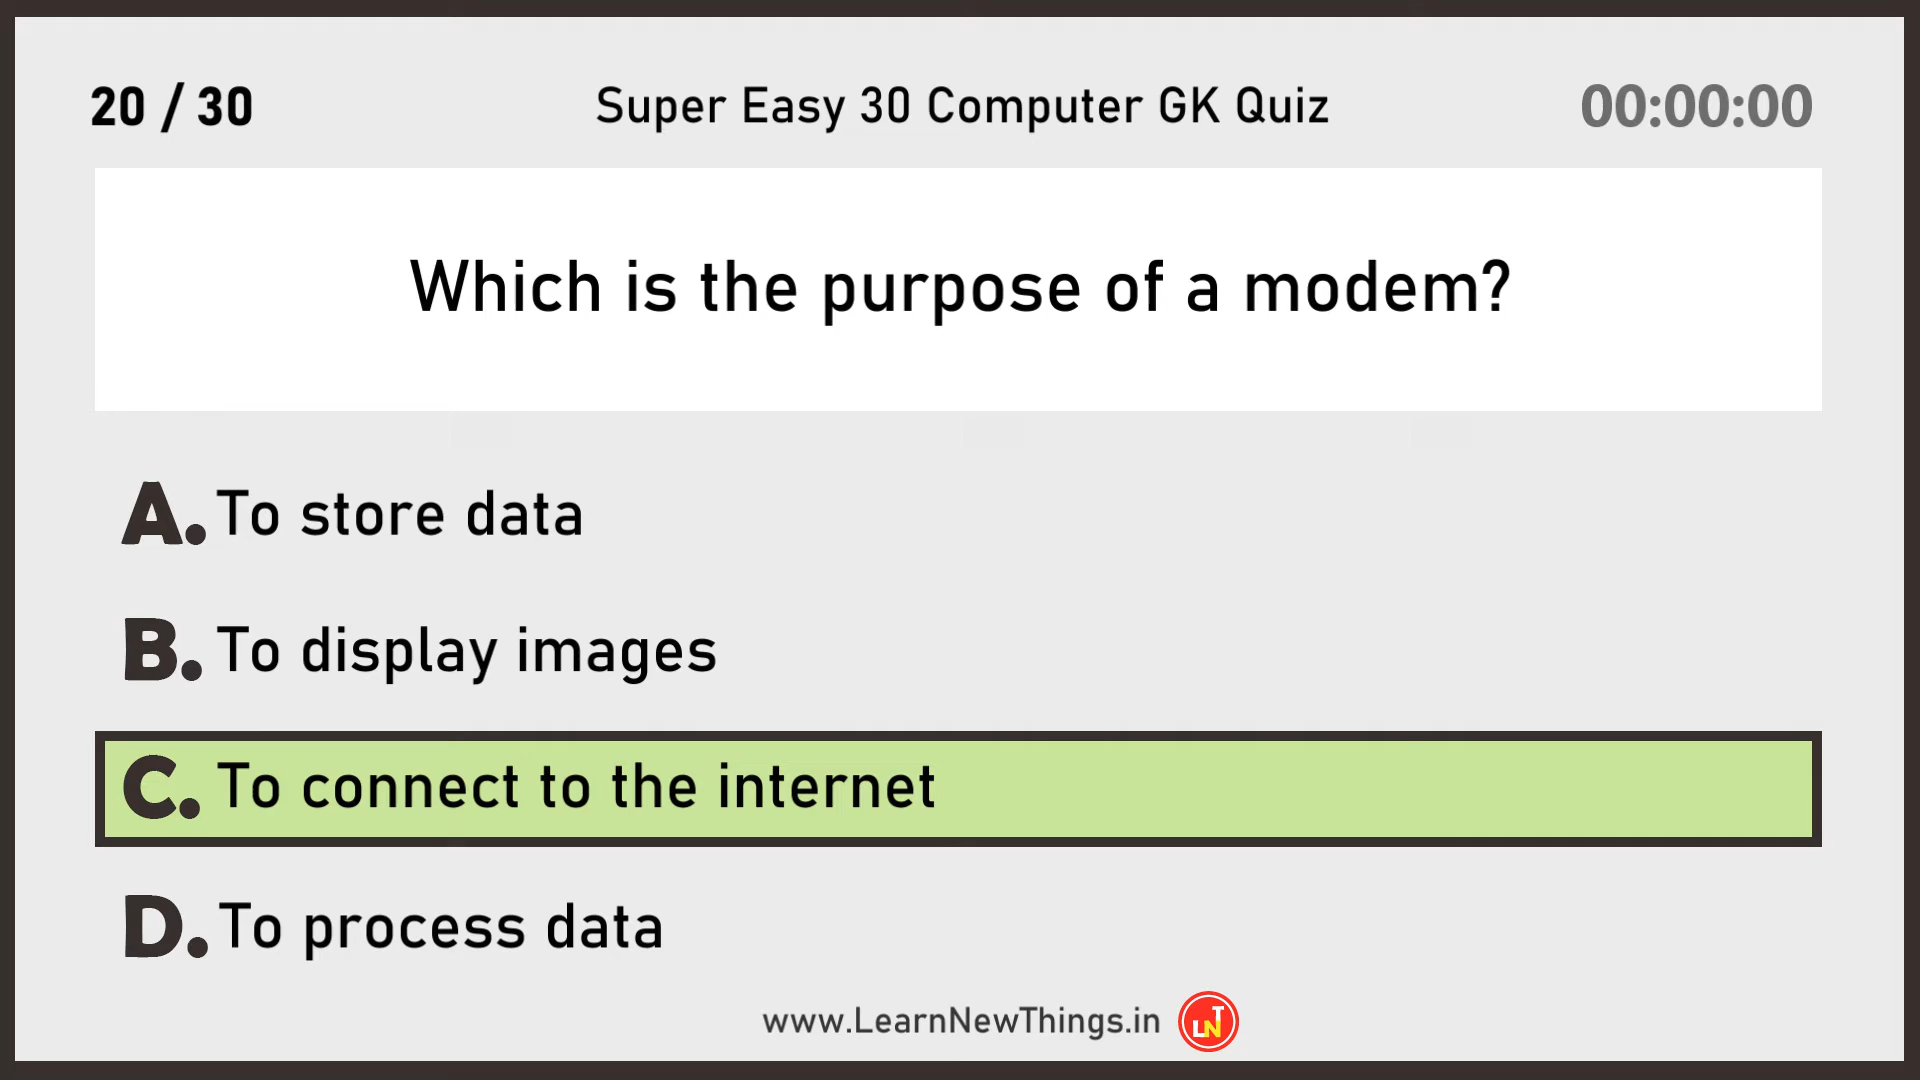 20 / 30
Super Easy 30 Computer GK Quiz
00:00:00
Which is the purpose of a modem?
A. To store data
B. To display images
C. To connect to the internet
D. To process data
www.LearnNewThings.in
LNT